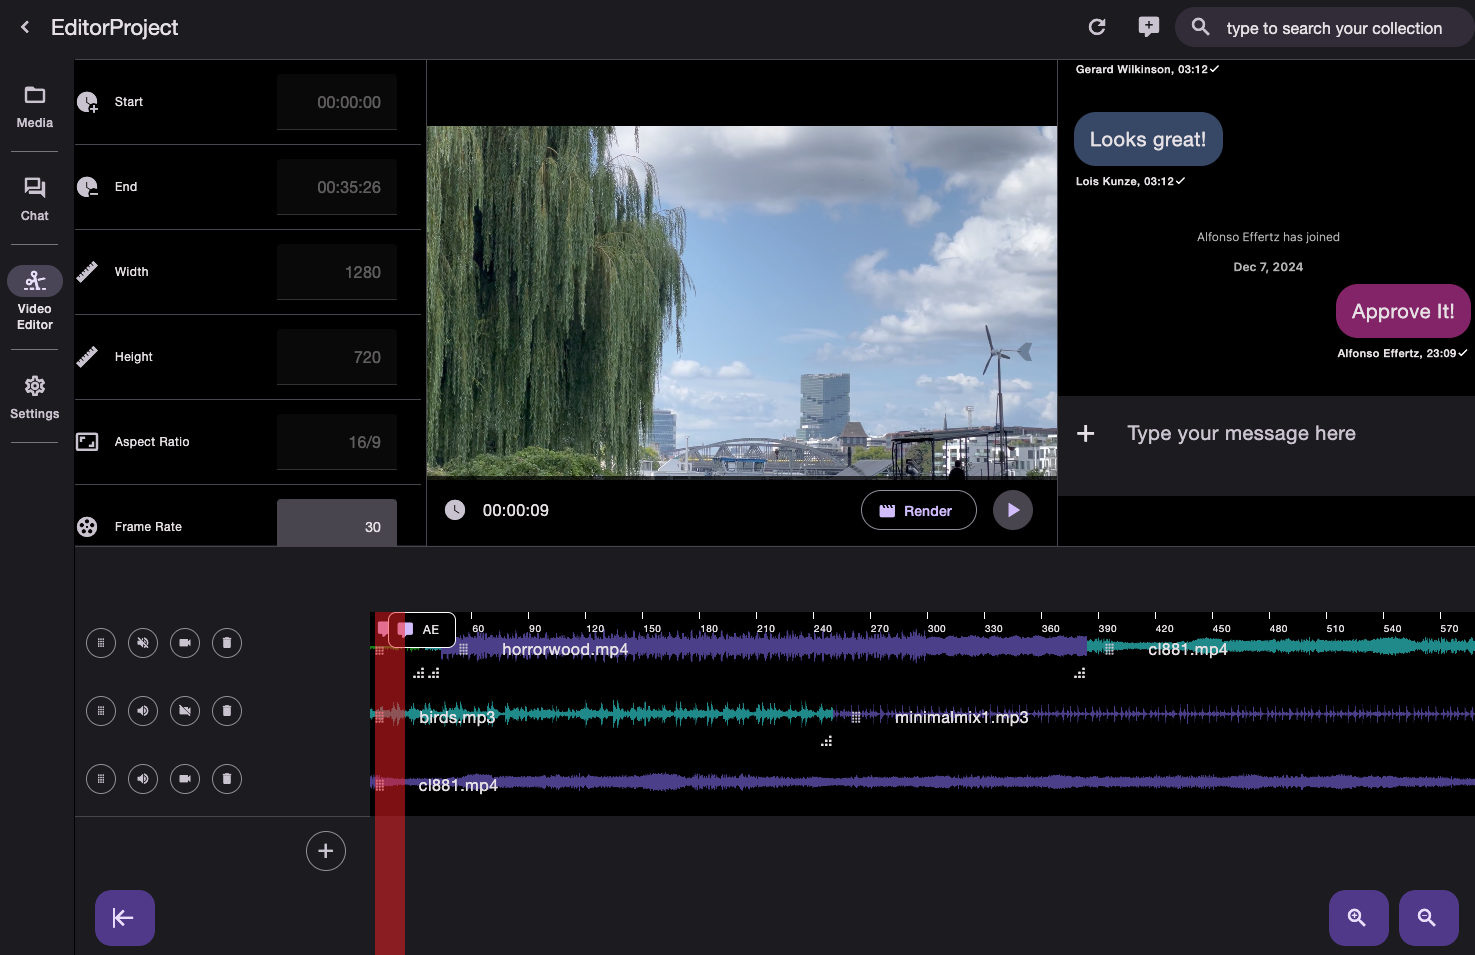 EditorProject
type to search your collection
Media
Chat
Video
Editor
Settings
Start
00:00:00
End
00:35:26
Width
1280
Height
720
Aspect Ratio
16/9
Frame Rate
30
00:00:09
Render
Gerard Wilkinson, 03:12
Looks great!
Lois Kunze, 03:12
Alfonso Effertz has joined
Dec 7, 2024
Approve It!
Alfonso Effertz, 23:09
Type your message here
AE
60 90 120 150 180 210 240 270 300 330 360 390 420 450 480 510 540 570
horrorwood.mp4
cl881.mp4
birds.mp3
minimalmix1.mp3
cl881.mp4